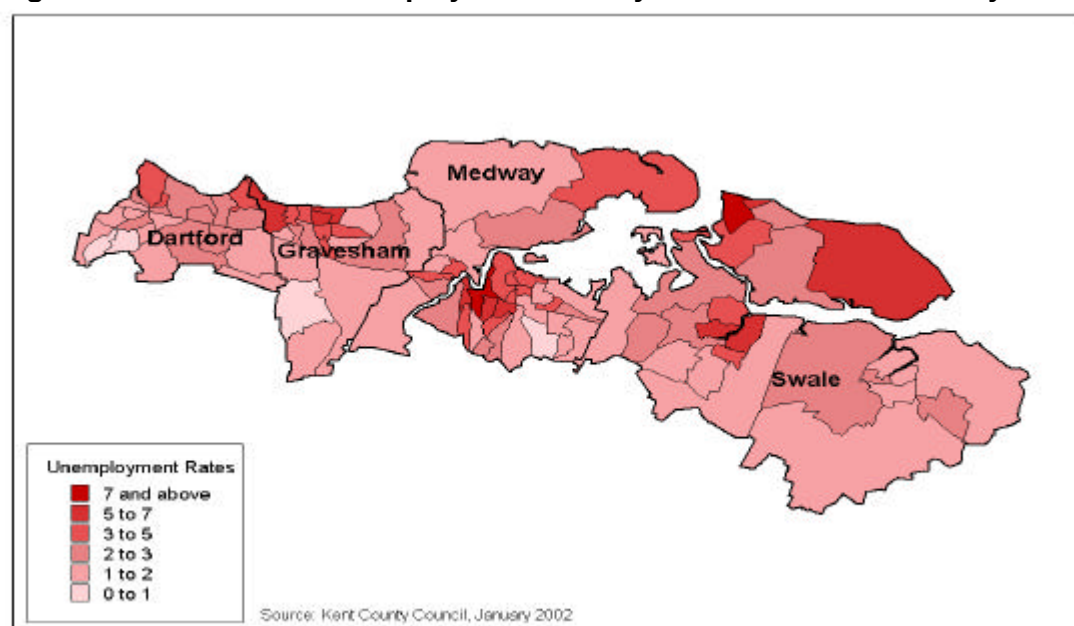 Medway
Dartford
Gravesham
Swale
Unemployment Rates
7 and above
5 to 7
3 to 5
2 to 3
1 to 2
0 to 1
Source: Kent County Council, January 2002